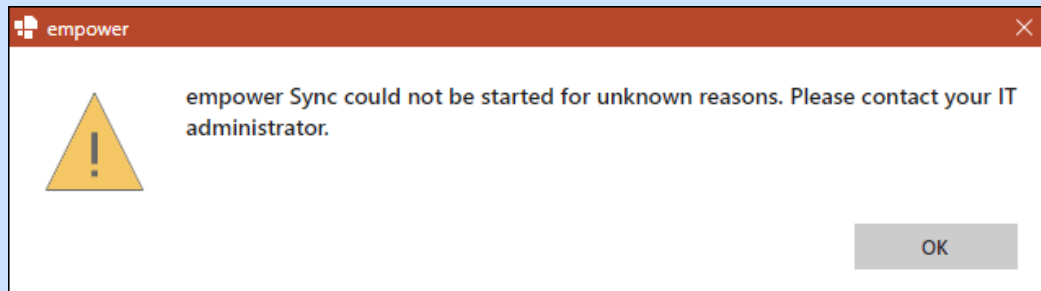 empower
empower Sync could not be started for unknown reasons. Please contact your IT
administrator.
OK